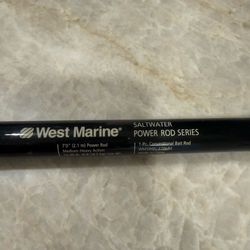 West Marine®
7'0" (2.1 m) Power Rod
Medium Heavy Action
SALTWATER
POWER ROD SERIES
1-Pc. Conventional Bait Rod